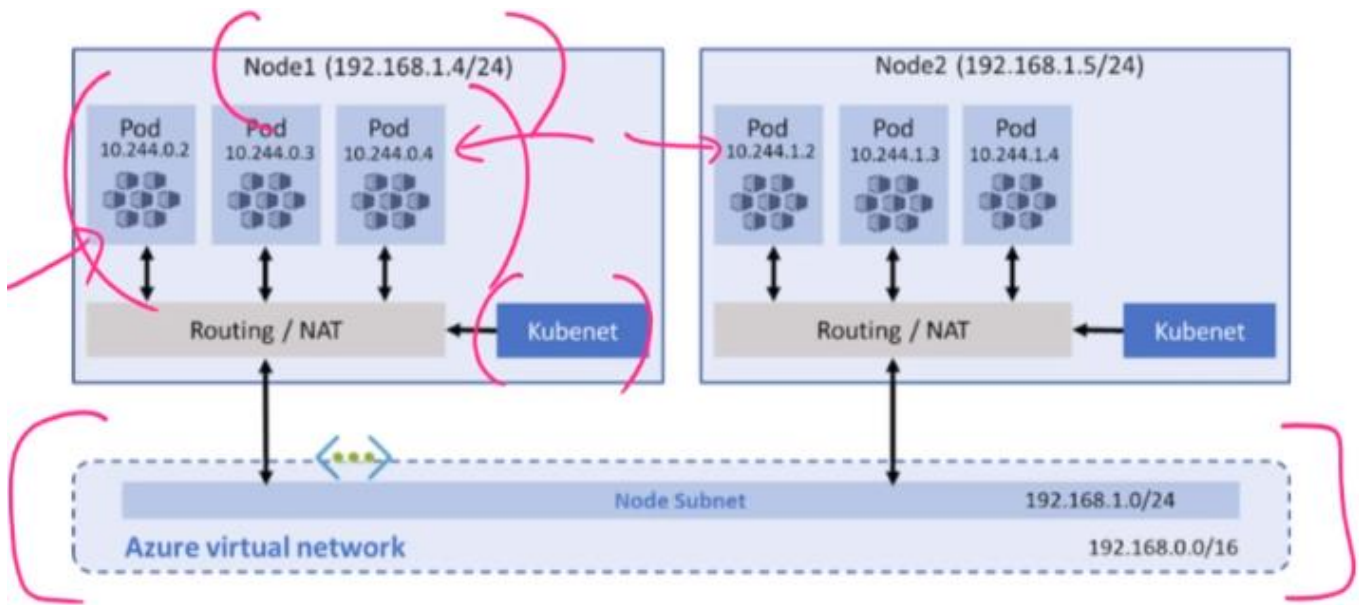 Node1 (192.168.1.4/24)
Pod
10.244.0.2
Pod
10.244.0.3
Pod
10.244.0.4
Routing / NAT
Kubenet
Node2 (192.168.1.5/24)
Pod
10.244.1.2
Pod
10.244.1.3
Pod
10.244.1.4
Routing / NAT
Kubenet
Node Subnet
192.168.1.0/24
Azure virtual network
192.168.0.0/16